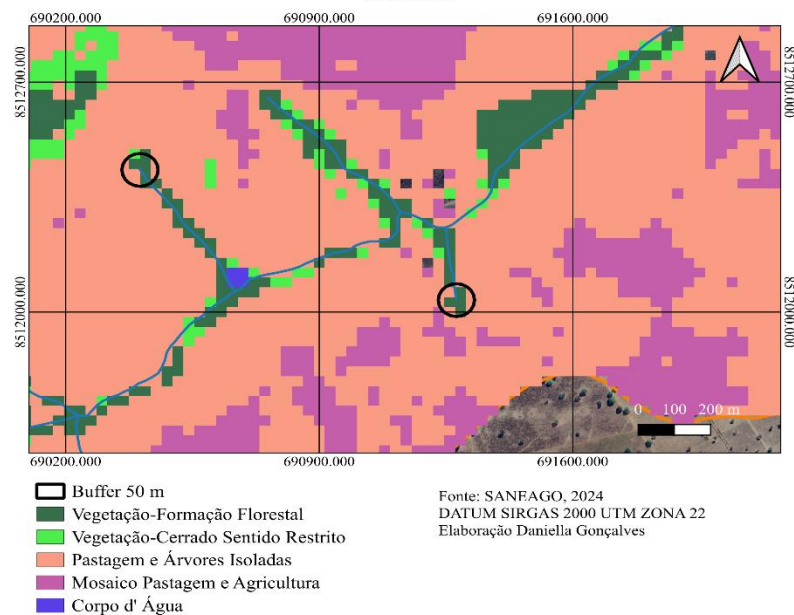 690200.000 690900.000 691600.000
8512700.000 8512700.000
8512000.000 8512000.000
0 100 200 m
690200.000 690900.000 691600.000
Buffer 50 m
Vegetação-Formação Florestal
Vegetação-Cerrado Sentido Restrito
Pastagem e Árvores Isoladas
Mosaico Pastagem e Agricultura
Corpo d' Água
Fonte: SANEAGO, 2024
DATUM SIRGAS 2000 UTM ZONA 22
Elaboração Daniella Gonçalves